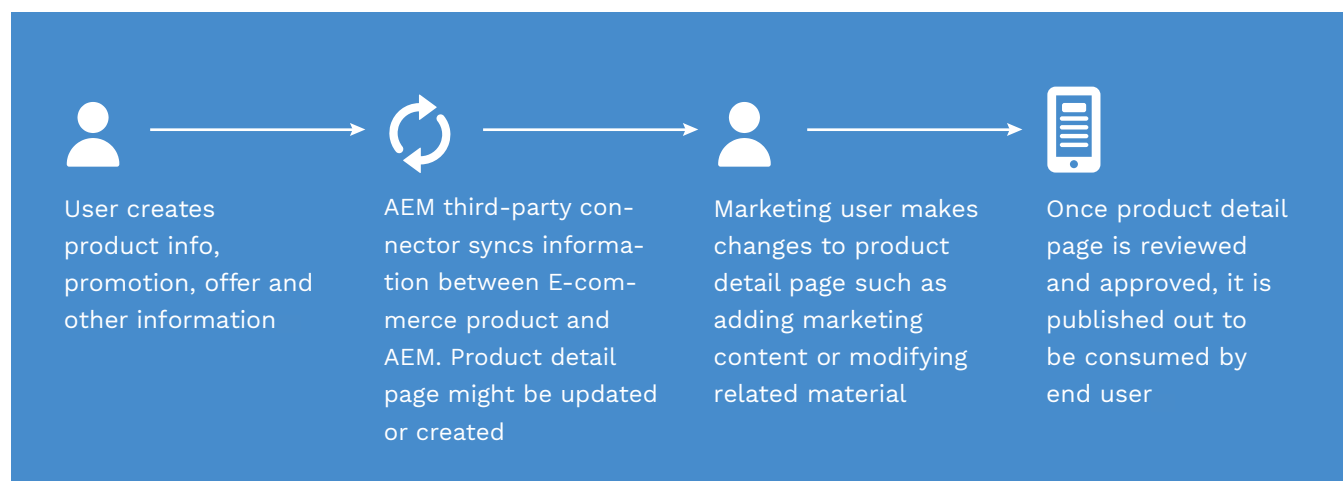 User creates
product info,
promotion, offer and
other information
AEM third-party con-
nector syncs informa-
tion between E-com-
merce product and
AEM. Product detail
page might be updated
or created
Marketing user makes
changes to product
detail page such as
adding marketing
content or modifying
related material
Once product detail
page is reviewed
and approved, it is
published out to
be consumed by
end user